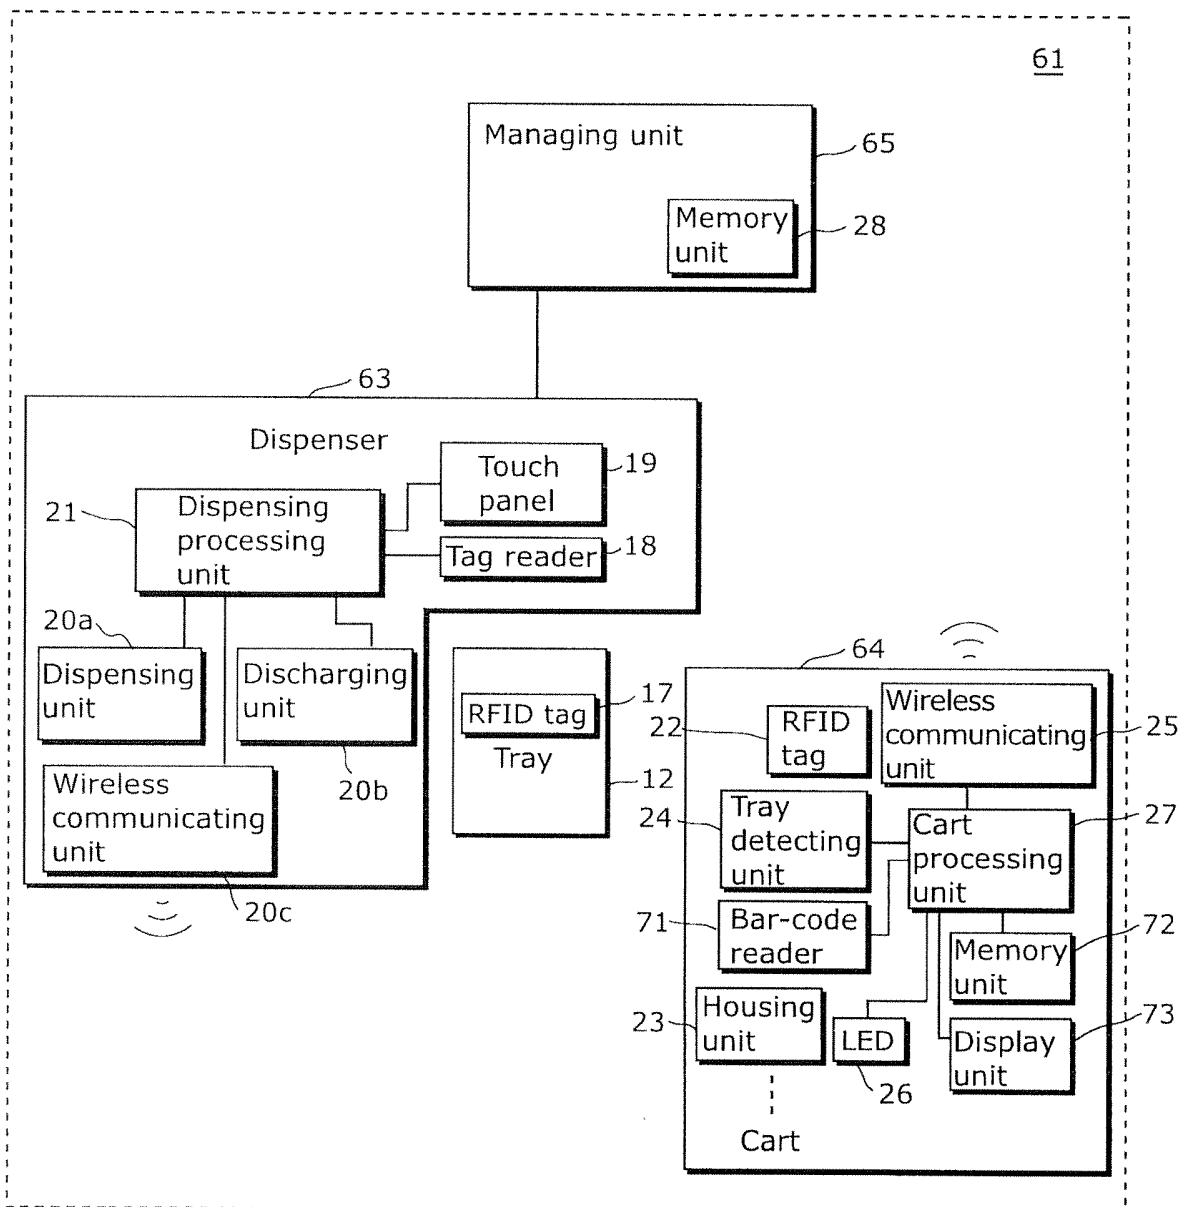 61
Managing unit
65
Memory
unit
28
63
Dispenser
Touch
panel
19
21
Dispensing
processing
unit
Tag reader
18
20a
Dispensing
unit
Discharging
unit
20b
Wireless
communicating
unit
20c
RFID tag
17
Tray
12
64
RFID
tag
22
Wireless
communicating
unit
25
Tray
detecting
unit
24
Cart
processing
unit
27
Bar-code
reader
71
Memory
unit
72
Housing
unit
23
LED
26
Display
unit
73
Cart